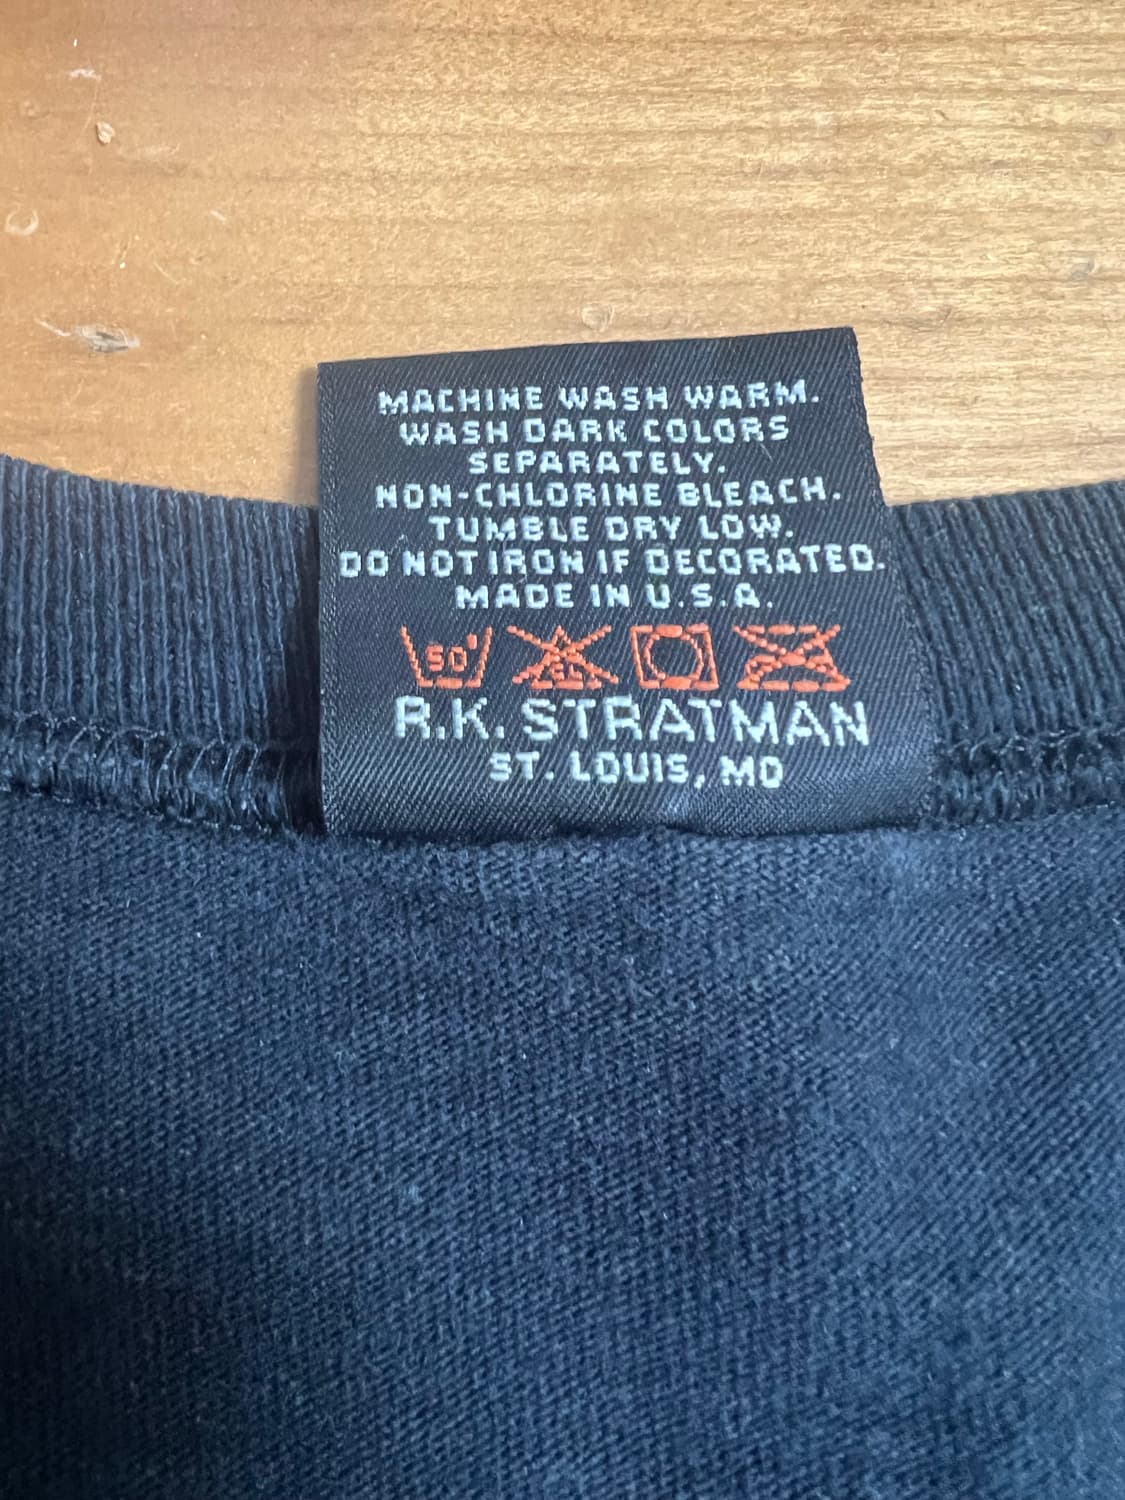 MACHINE WASH WARM.
WASH DARK COLORS
SEPARATELY.
NON-CHLORINE BLEACH.
TUMBLE DRY LOW.
DO NOT IRON IF DECORATED.
MADE IN U.S.A.
50°
R.K. STRATMAN
ST. LOUIS, MO